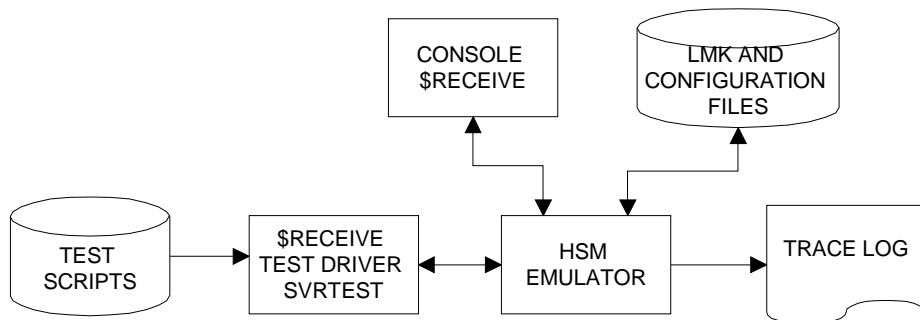 CONSOLE
$RECEIVE
LMK AND
CONFIGURATION
FILES
TEST
SCRIPTS
$RECEIVE
TEST DRIVER
SVRTEST
HSM
EMULATOR
TRACE LOG